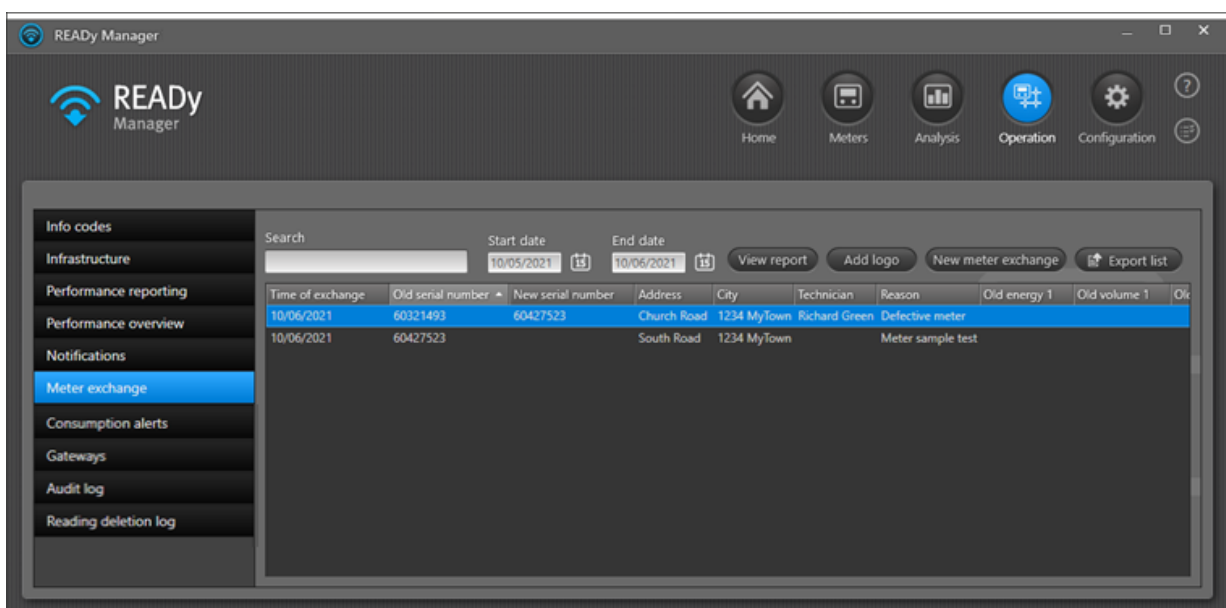 READy Manager
READy
Manager
Home Meters Analysis Operation Configuration
Info codes
Infrastructure
Performance reporting
Performance overview
Notifications
Meter exchange
Consumption alerts
Gateways
Audit log
Reading deletion log
Search Start date End date
10/05/2021 15 10/06/2021 15 View report Add logo New meter exchange Export list
Time of exchange Old serial number New serial number Address City Technician Reason Old energy 1 Old volume 1 Ol
10/06/2021 60321493 60427523 Church Road 1234 MyTown Richard Green Defective meter
10/06/2021 60427523 South Road 1234 MyTown Meter sample test